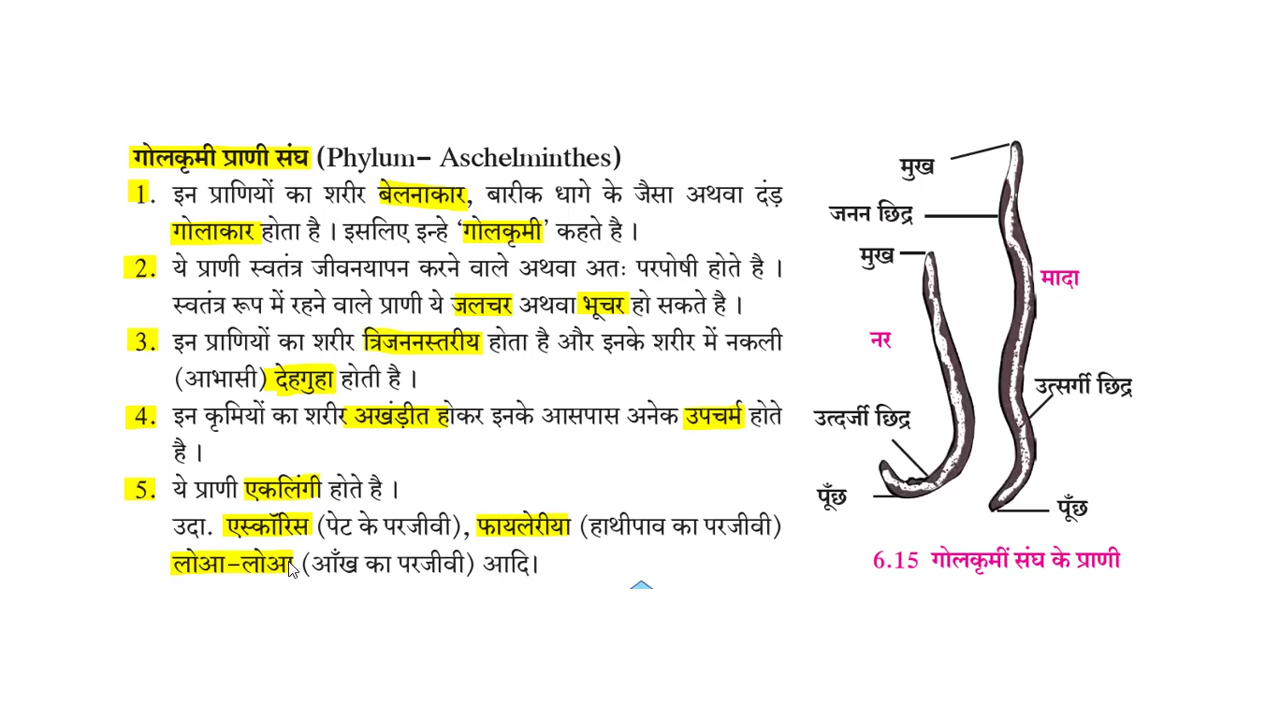 गोलकृमी प्राणी संघ (Phylum– Aschelminthes)
1. इन प्राणियों का शरीर बेलनाकार, बारीक धागे के जैसा अथवा दंड़
गोलाकार होता है । इसलिए इन्हे ‘गोलकृमी’ कहते है ।
2. ये प्राणी स्वतंत्र जीवनयापन करने वाले अथवा अतः परपोषी होते है ।
स्वतंत्र रूप में रहने वाले प्राणी ये जलचर अथवा भूचर हो सकते है ।
3. इन प्राणियों का शरीर त्रिजननस्तरीय होता है और इनके शरीर में नकली
(आभासी) देहगुहा होती है ।
4. इन कृमियों का शरीर अखंड़ीत होकर इनके आसपास अनेक उपचर्म होते
है ।
5. ये प्राणी एकलिंगी होते है ।
उदा. एस्कॉरिस (पेट के परजीवी), फायलेरीया (हाथीपाव का परजीवी)
लोआ-लोआ (आँख का परजीवी) आदि।
मुख
जनन छिद्र
मुख
मादा
नर
उत्सर्गी छिद्र
उत्दर्जी छिद्र
पूँछ
पूँछ
6.15 गोलकृमीं संघ के प्राणी